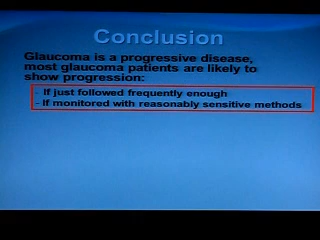 Conclusion
Glaucoma is a progressive disease,
most glaucoma patients are likely to
show progression:
- If just followed frequently enough
- If monitored with reasonably sensitive methods